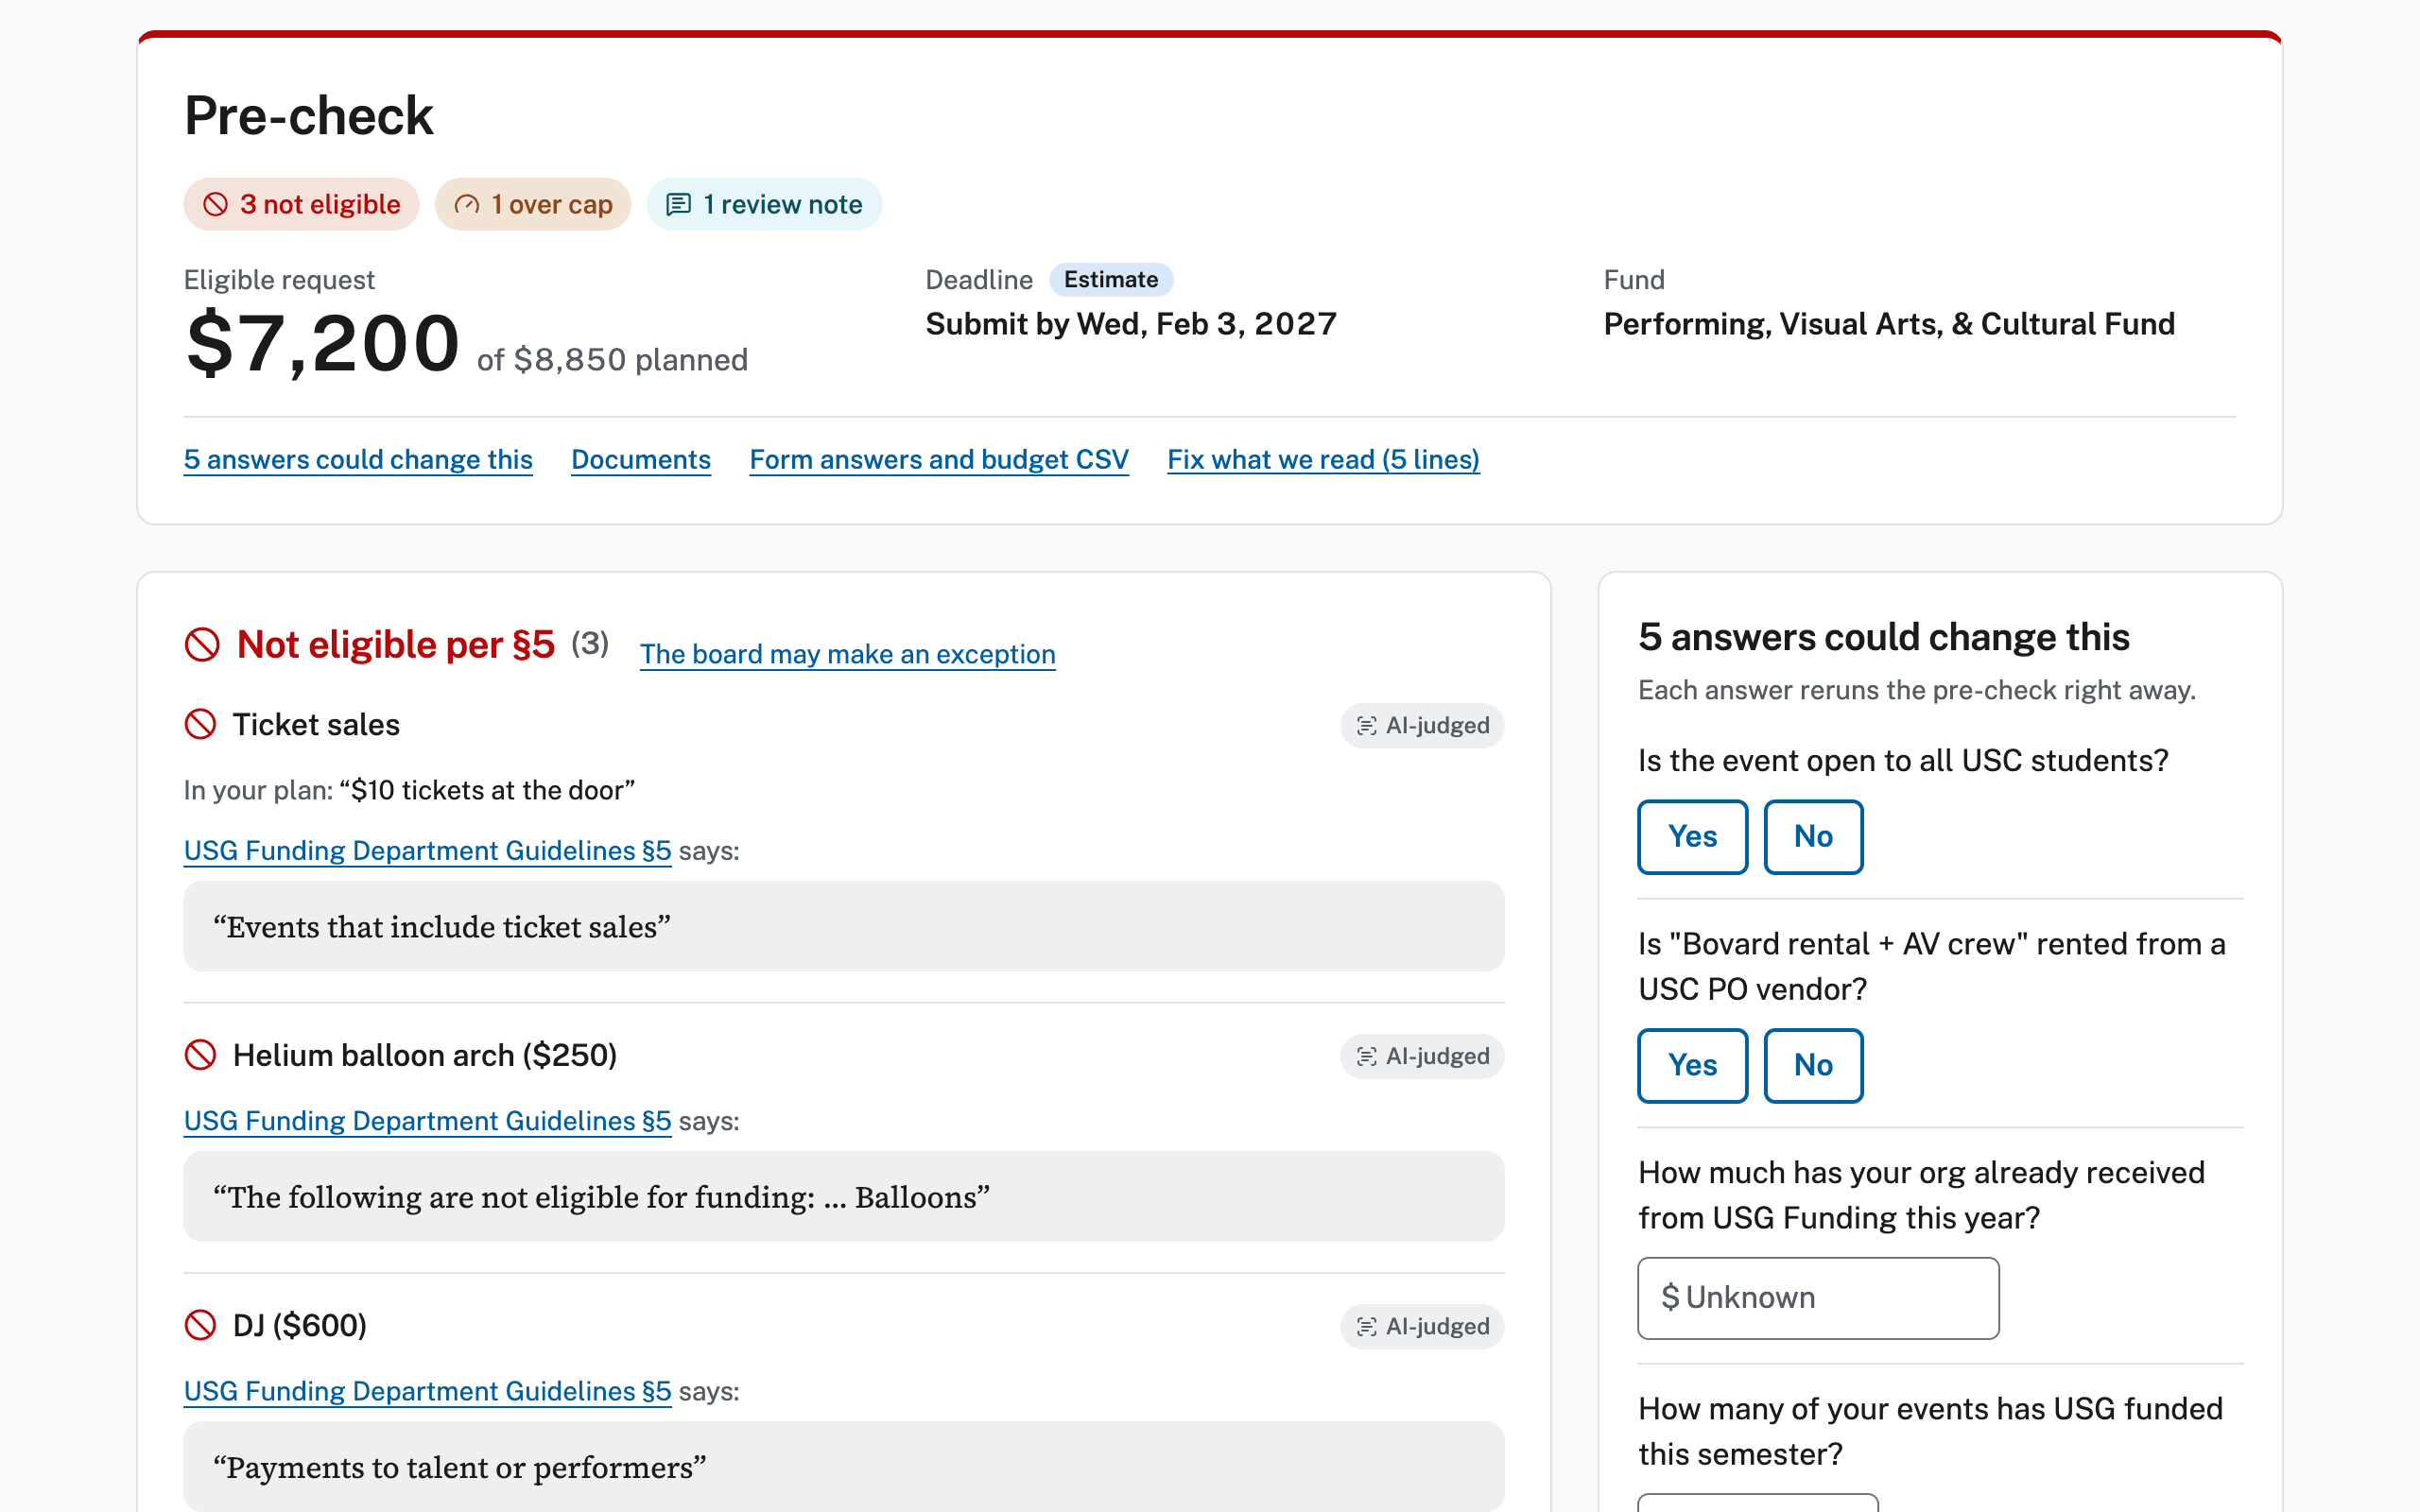 Pre-check
3 not eligible
1 over cap
1 review note
Eligible request
$7,200 of $8,850 planned
Deadline Estimate
Submit by Wed, Feb 3, 2027
Fund
Performing, Visual Arts, & Cultural Fund
5 answers could change this
Documents
Form answers and budget CSV
Fix what we read (5 lines)
Not eligible per §5 (3) The board may make an exception
Ticket sales
AI-judged
In your plan: “$10 tickets at the door”
USG Funding Department Guidelines §5 says:
“Events that include ticket sales”
Helium balloon arch ($250)
AI-judged
USG Funding Department Guidelines §5 says:
“The following are not eligible for funding: ... Balloons”
DJ ($600)
AI-judged
USG Funding Department Guidelines §5 says:
“Payments to talent or performers”
5 answers could change this
Each answer reruns the pre-check right away.
Is the event open to all USC students?
Yes
No
Is "Bovard rental + AV crew" rented from a
USC PO vendor?
Yes
No
How much has your org already received
from USG Funding this year?
$ Unknown
How many of your events has USG funded
this semester?